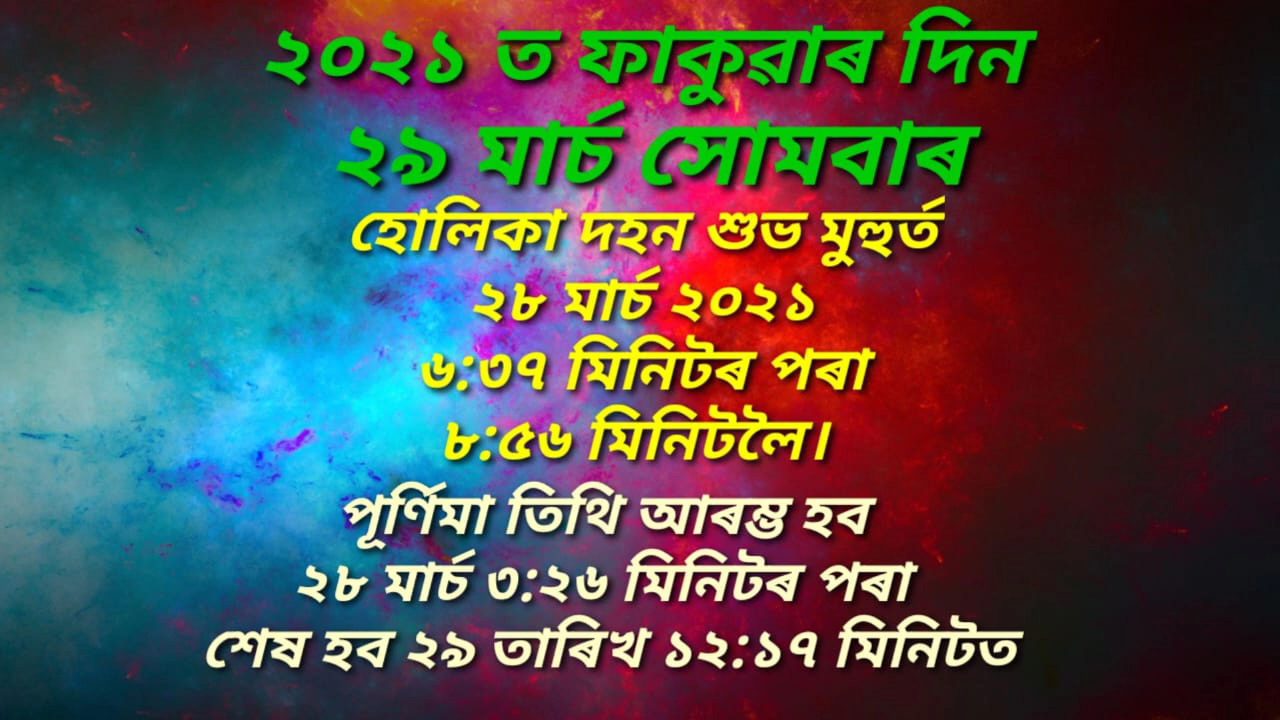 ২০২১ ত ফাকুৱাৰ দিন
২৯ মাৰ্চ সোমবাৰ
হোলিকা দহন শুভ মুহুৰ্ত
২৮ মাৰ্চ ২০২১
৬:৩৭ মিনিটৰ পৰা
৮:৫৬ মিনিটলৈ।
পূৰ্ণিমা তিথি আৰম্ভ হব
২৮ মাৰ্চ ৩:২৬ মিনিটৰ পৰা
শেষ হব ২৯ তাৰিখ ১২:১৭ মিনিটত